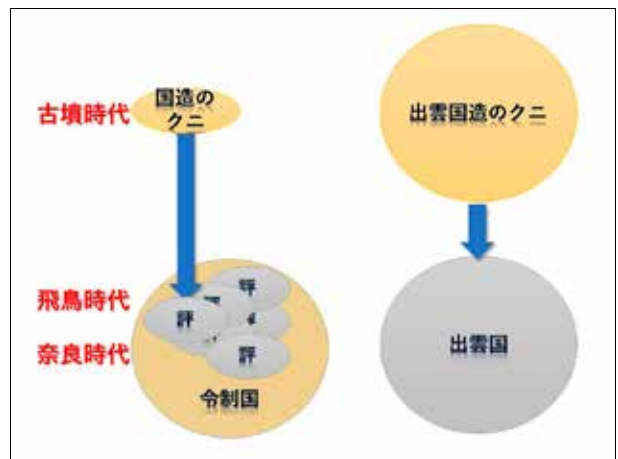 古墳時代
国造の
クニ
出雲国造のクニ
飛鳥時代
評
評
奈良時代
評
令制国
出雲国